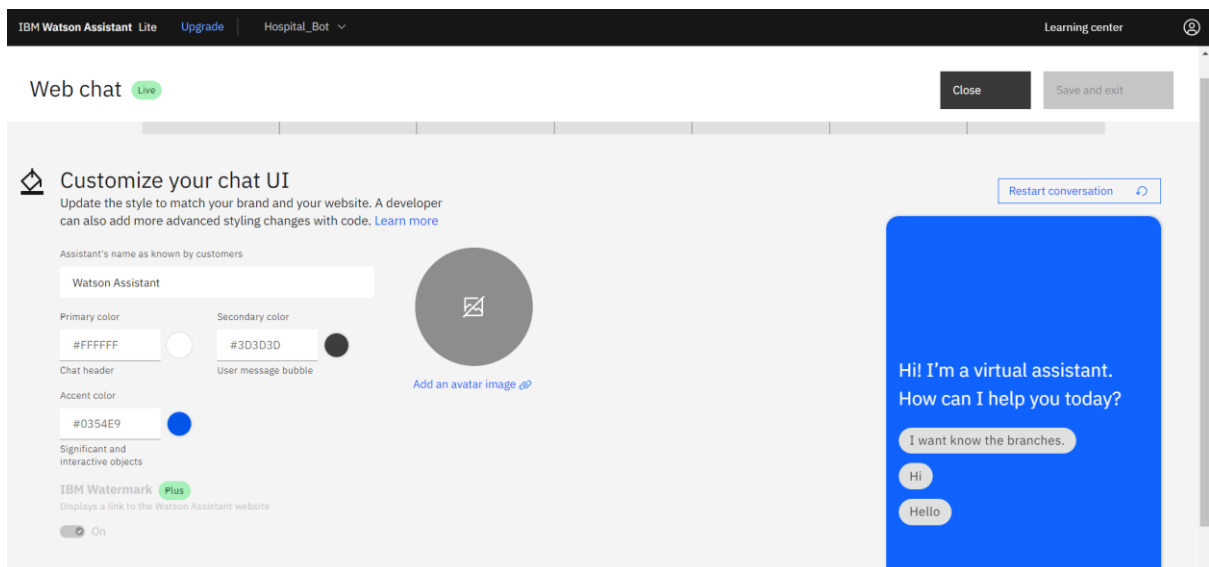 IBM Watson Assistant Lite Upgrade Hospital_Bot Learning center
Web chat Live
Close Save and exit
Customize your chat UI
Update the style to match your brand and your website. A developer
can also add more advanced styling changes with code. Learn more
Restart conversation
Assistant's name as known by customers
Watson Assistant
Primary color Secondary color
#FFFFFF #3D3D3D
Chat header User message bubble
Accent color
#0354E9
Significant and
interactive objects
IBM Watermark Plus
Displays a link to the Watson Assistant website
On
Add an avatar image
Hi! I'm a virtual assistant.
How can I help you today?
I want know the branches.
Hi
Hello